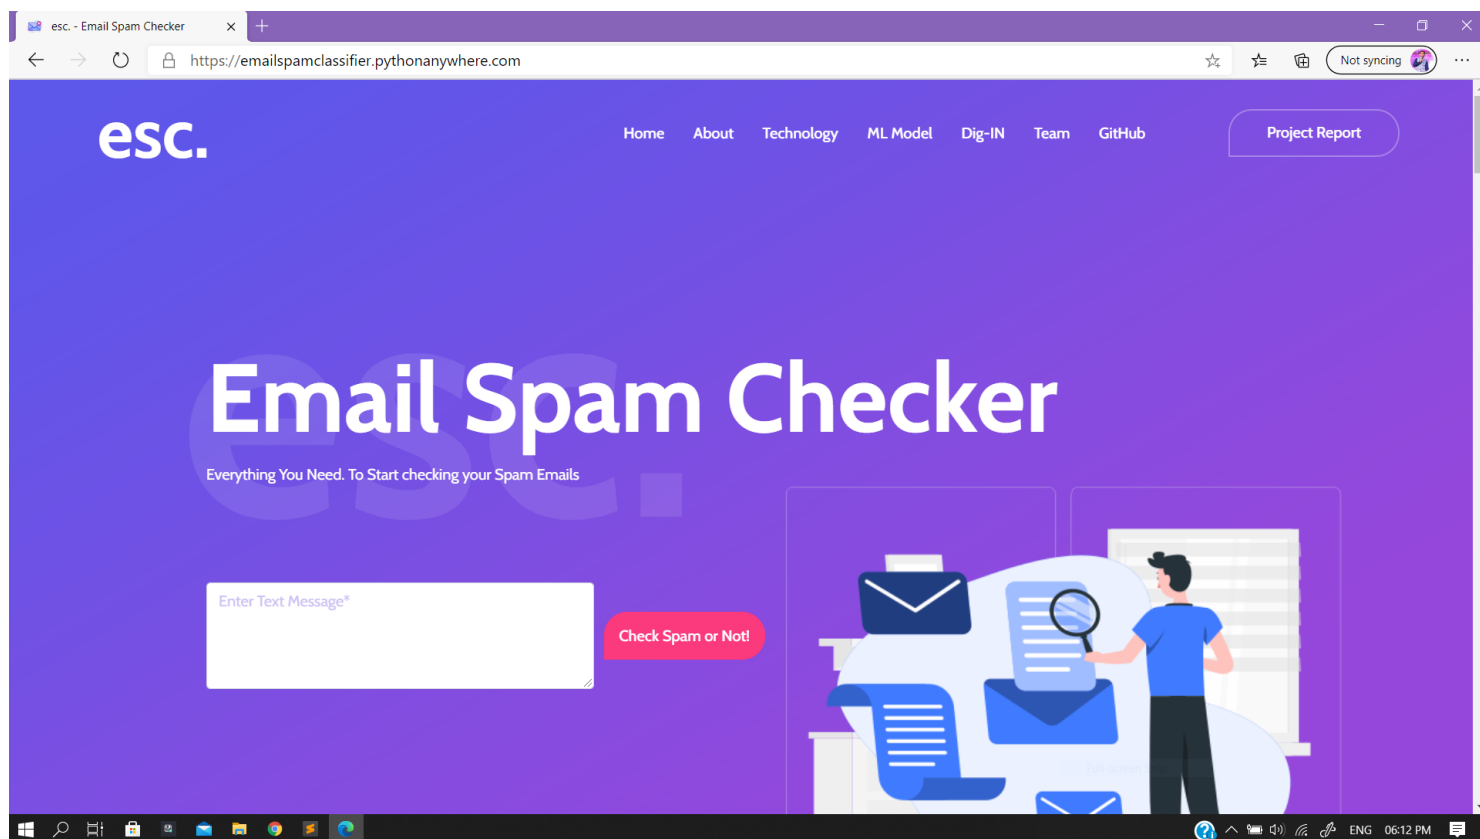 esc. - Email Spam Checker
https://emailspamclassifier.pythonanywhere.com
Not syncing
esc.
Home About Technology ML Model Dig-IN Team GitHub Project Report
esc.
Email Spam Checker
Everything You Need. To Start checking your Spam Emails
Enter Text Message*
Check Spam or Not!
ENG 06:12 PM